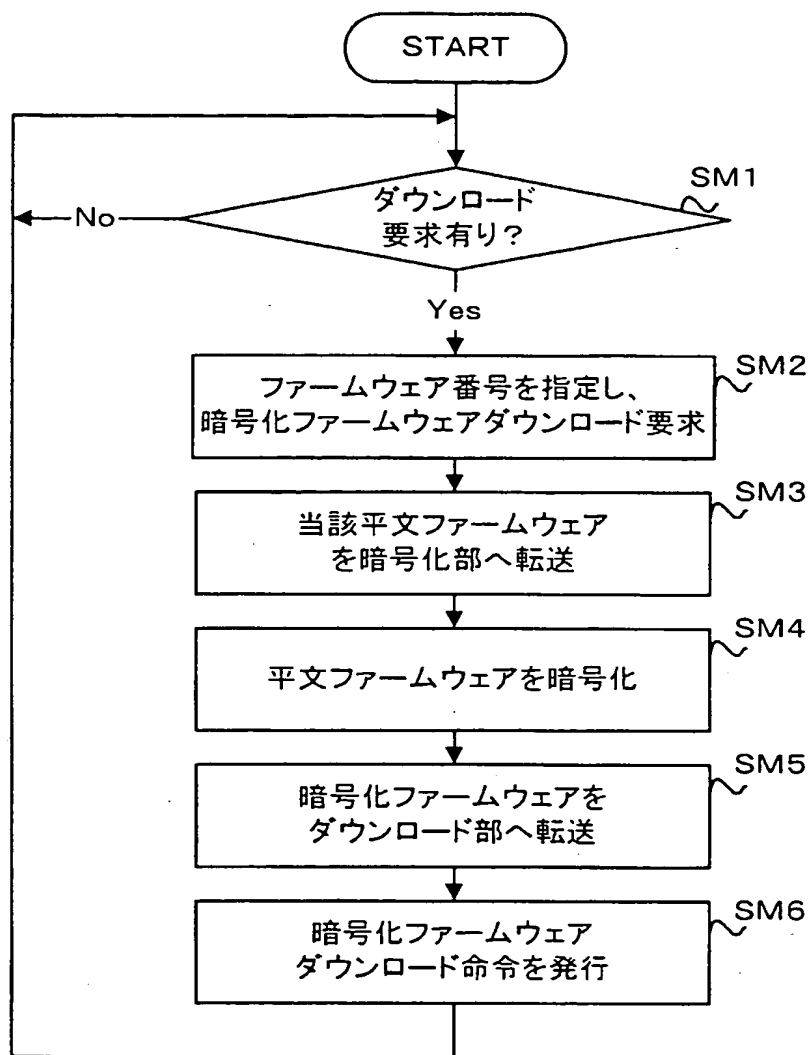 START
SM1
ダウンロード
要求有り?
No
Yes
SM2
ファームウェア番号を指定し、
暗号化ファームウェアダウンロード要求
SM3
当該平文ファームウェア
を暗号化部へ転送
SM4
平文ファームウェアを暗号化
SM5
暗号化ファームウェアを
ダウンロード部へ転送
SM6
暗号化ファームウェア
ダウンロード命令を発行